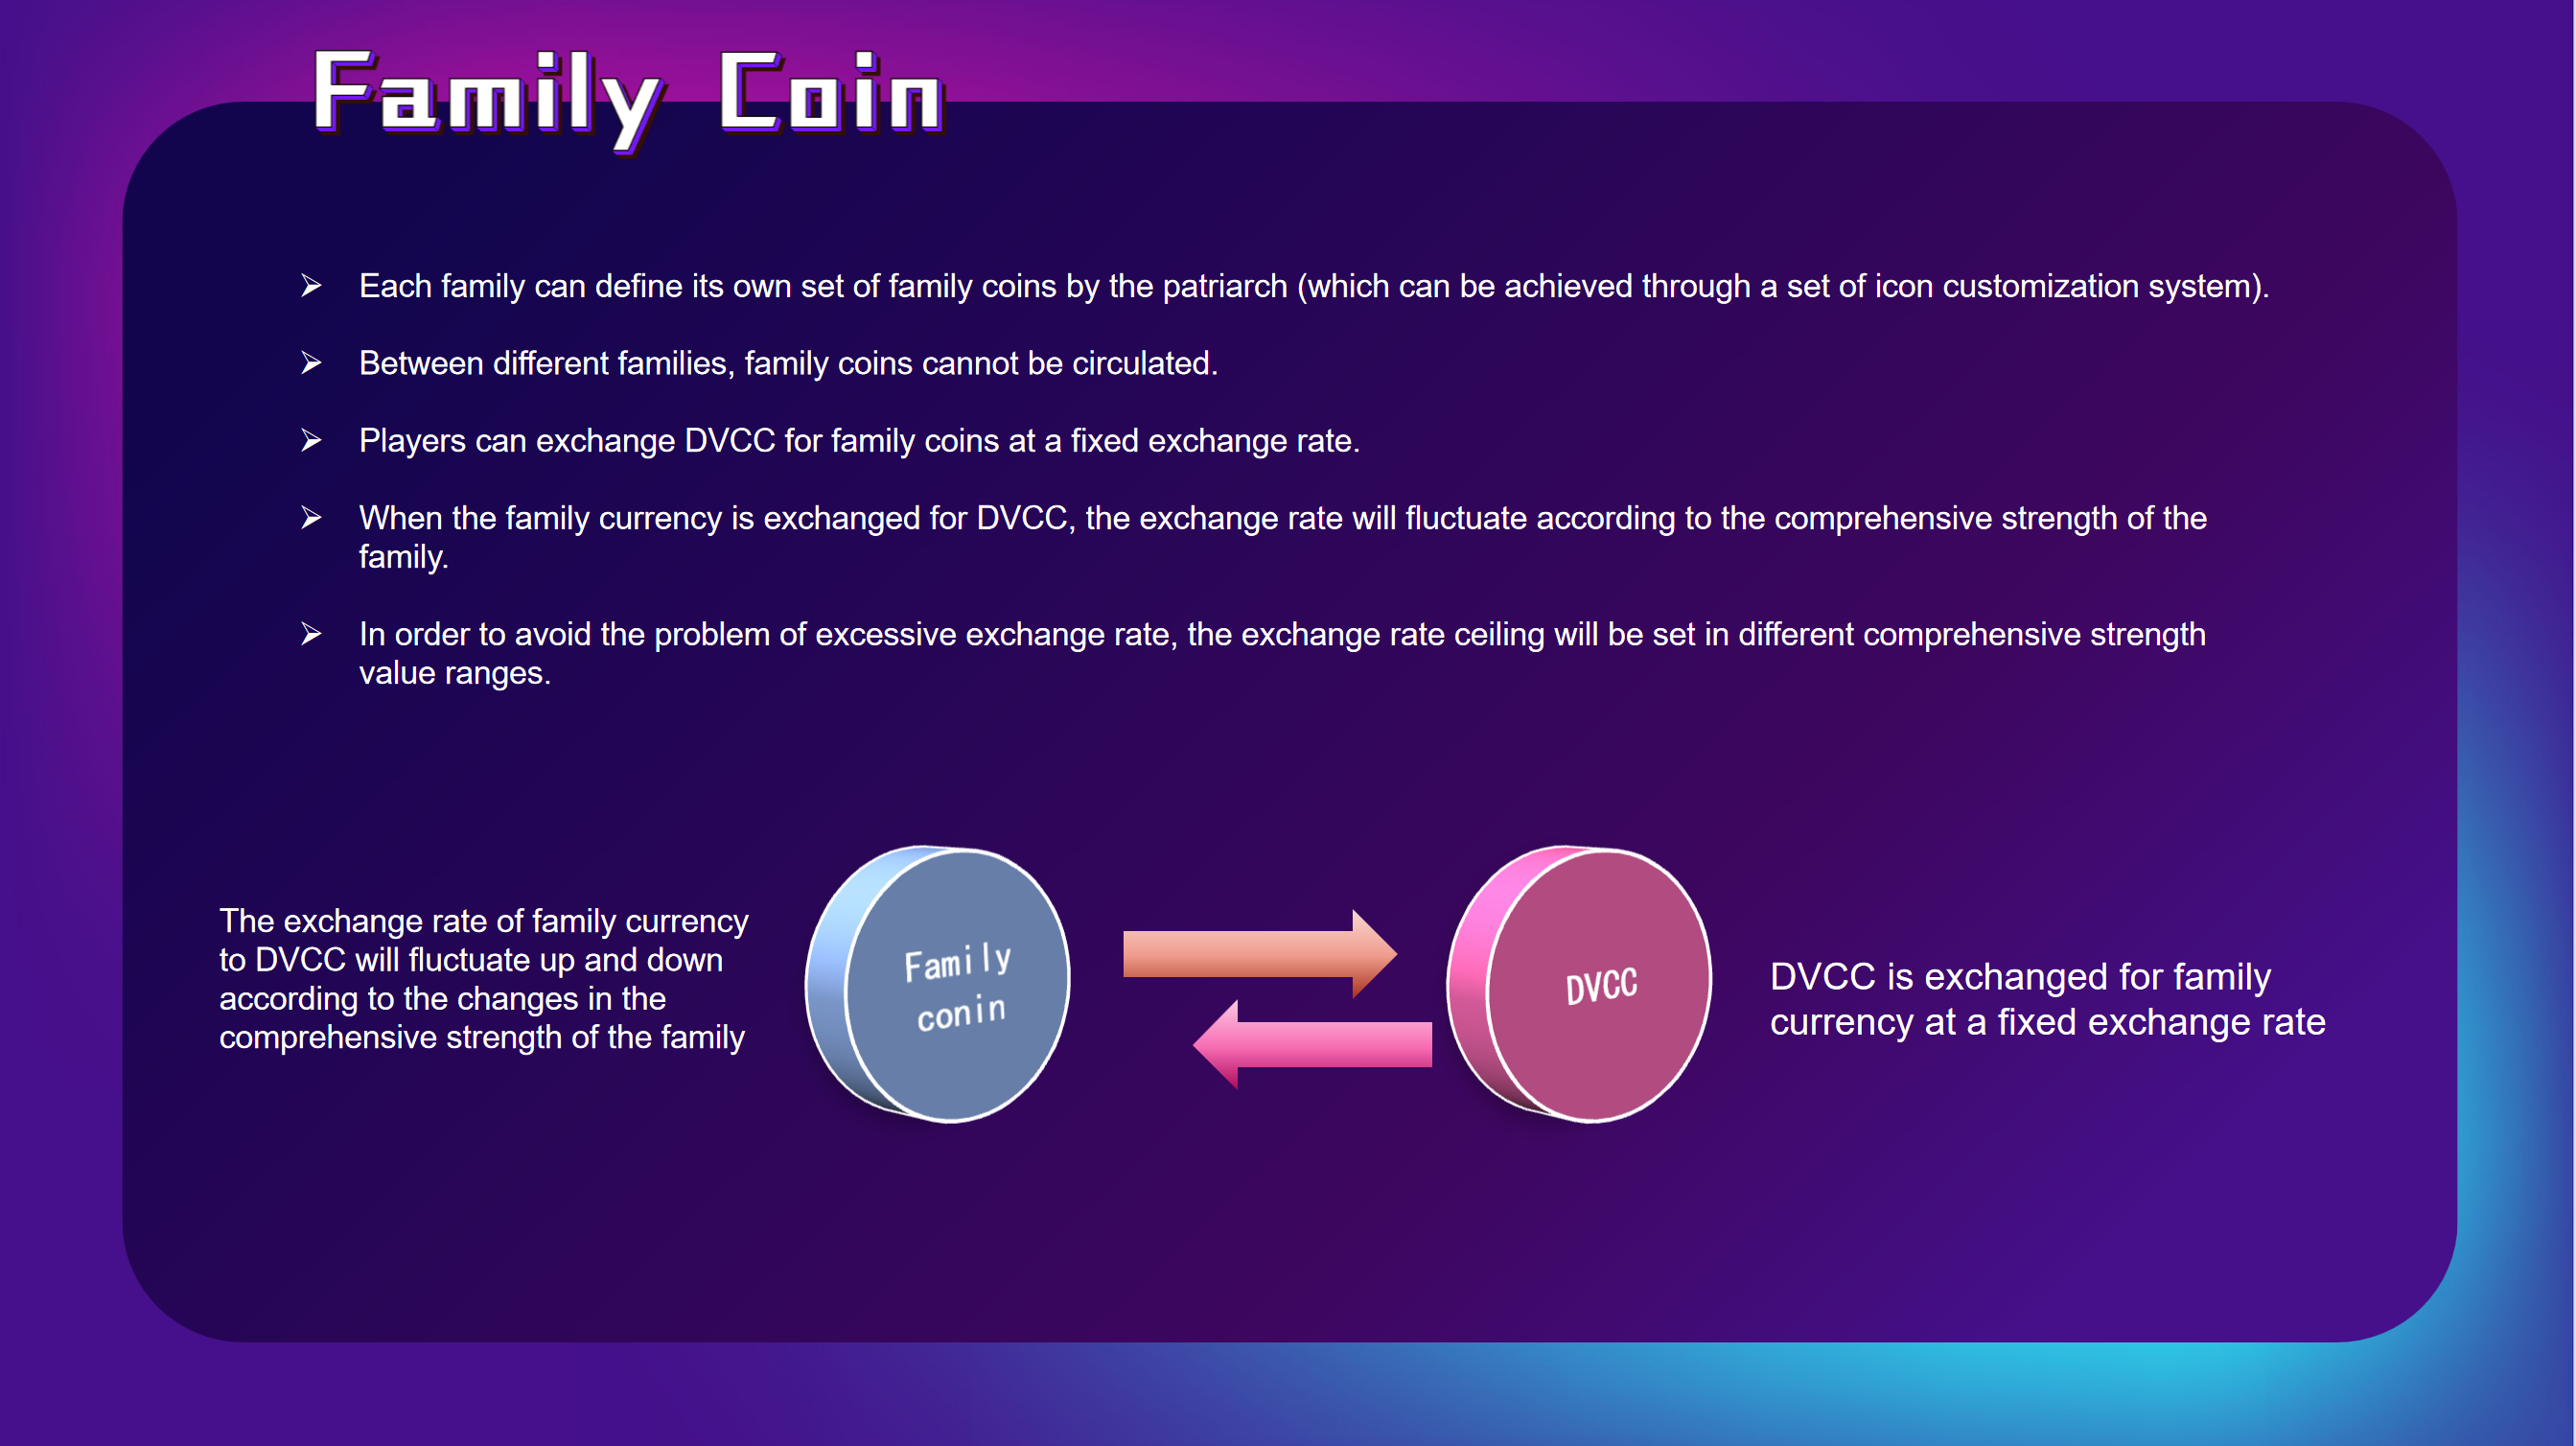 Family Coin
➢ Each family can define its own set of family coins by the patriarch (which can be achieved through a set of icon customization system).
➢ Between different families, family coins cannot be circulated.
➢ Players can exchange DVCC for family coins at a fixed exchange rate.
➢ When the family currency is exchanged for DVCC, the exchange rate will fluctuate according to the comprehensive strength of the
family.
➢ In order to avoid the problem of excessive exchange rate, the exchange rate ceiling will be set in different comprehensive strength
value ranges.
The exchange rate of family currency
to DVCC will fluctuate up and down
according to the changes in the
comprehensive strength of the family
Family
conin
DVCC
DVCC is exchanged for family
currency at a fixed exchange rate